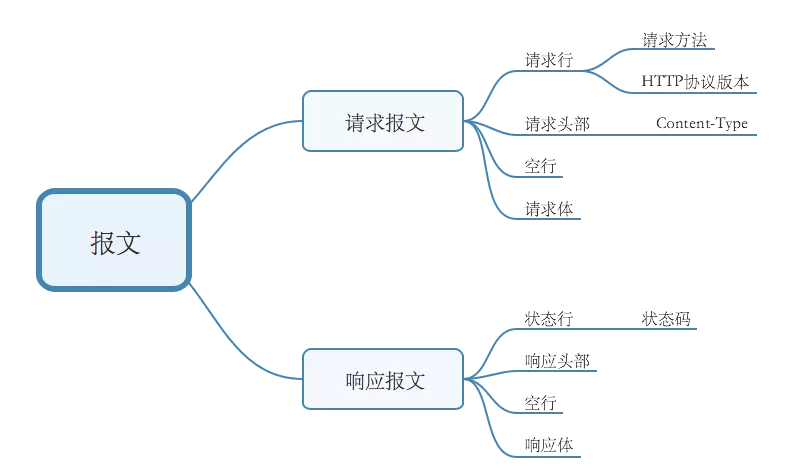 报文
请求报文
请求行
请求方法
HTTP协议版本
请求头部
Content-Type
空行
请求体
响应报文
状态行
状态码
响应头部
空行
响应体